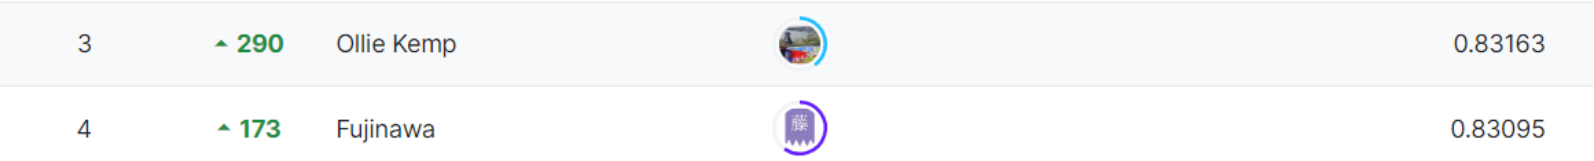 3 290 Ollie Kemp 0.83163
4 173 Fujinawa 藤 0.83095